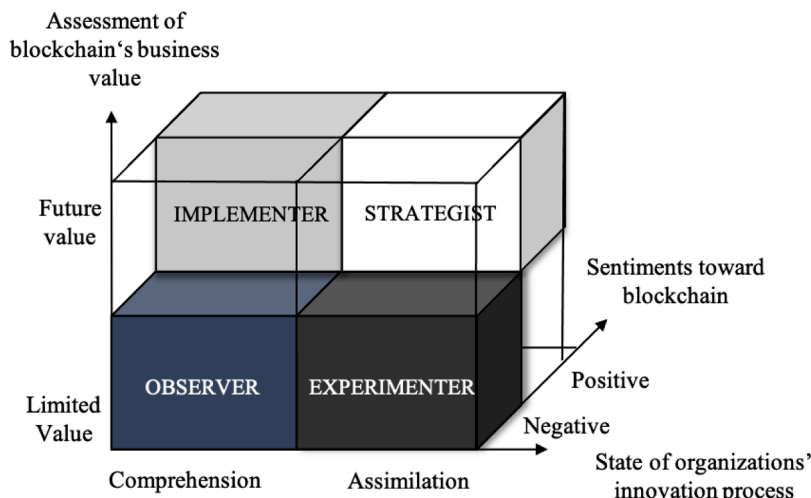 Assessment of
blockchain‘s business
value
Future
value
IMPLEMENTER
STRATEGIST
Sentiments toward
blockchain
OBSERVER
EXPERIMENTER
Positive
Limited
Value
Negative
Comprehension
Assimilation
State of organizations’
innovation process